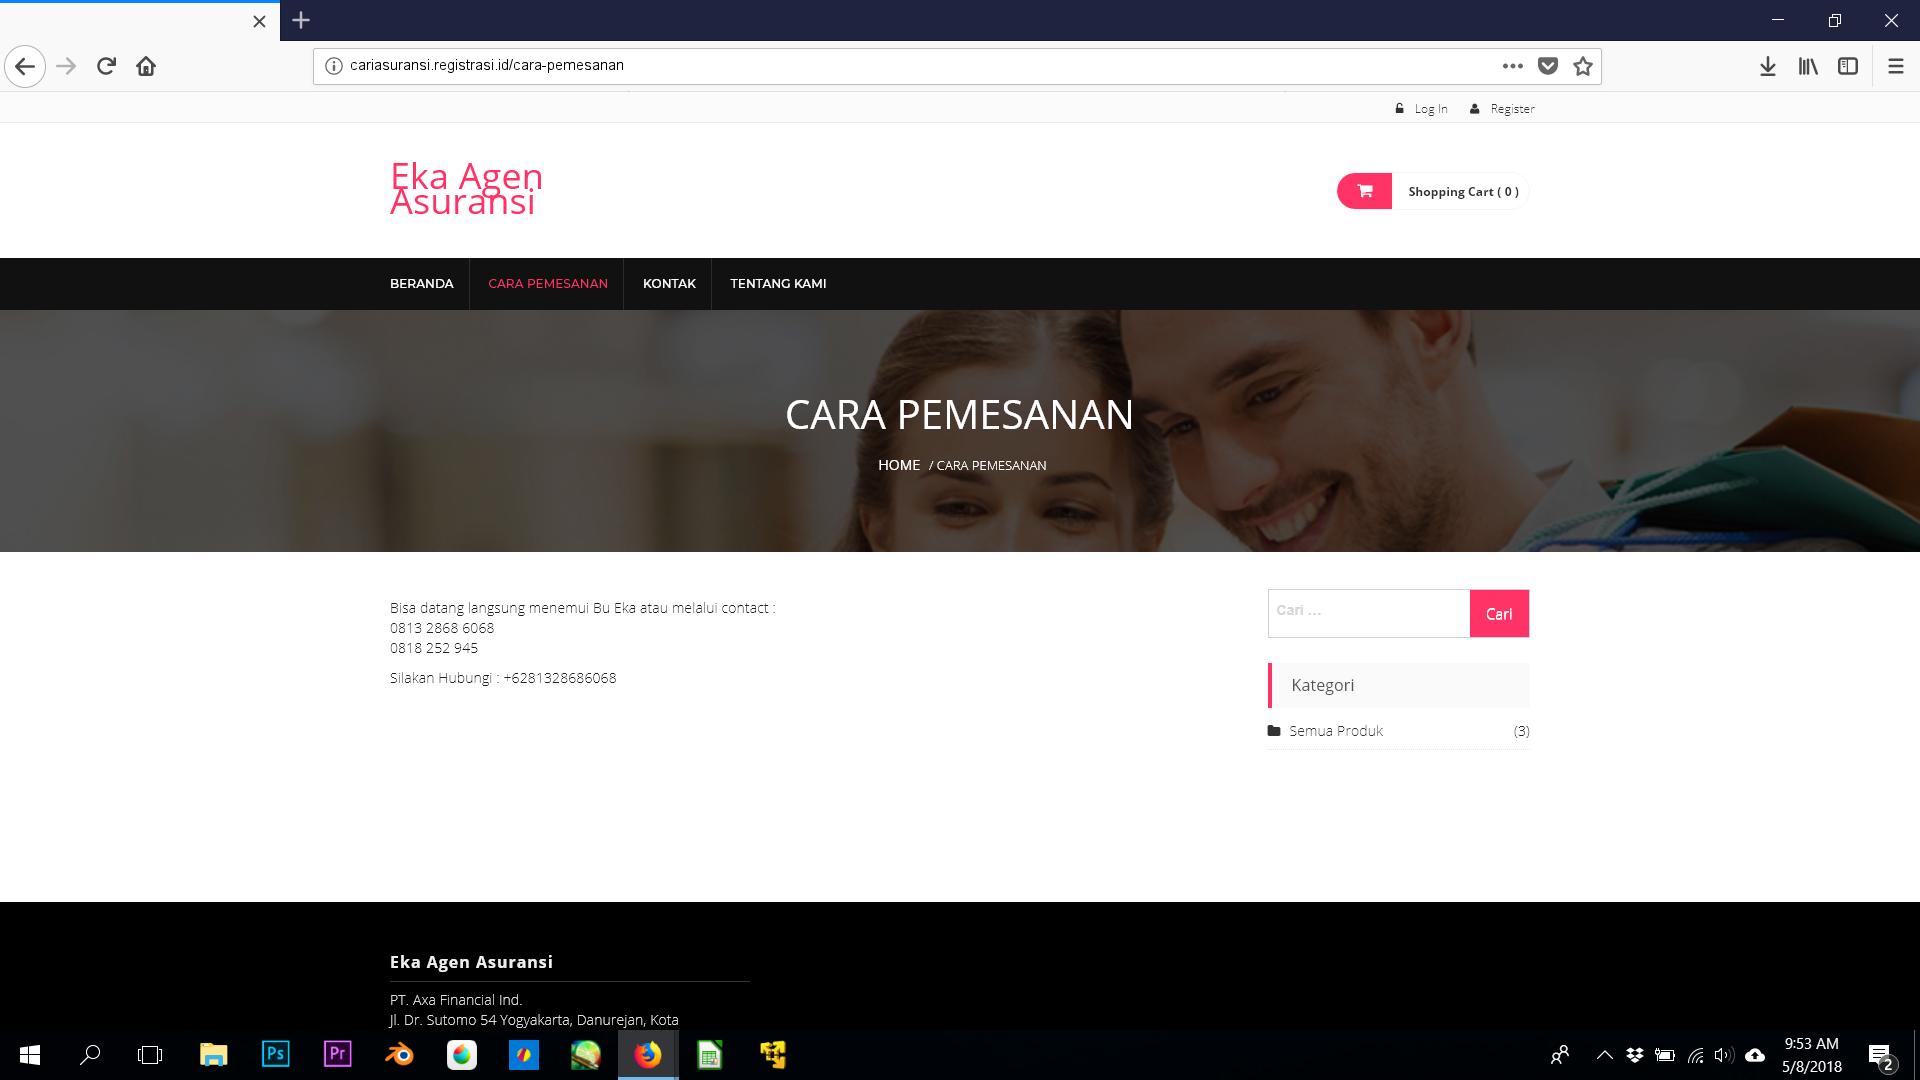 cariasuransi.registrasi.id/cara-pemesanan
Log In
Register
Eka Agen
Asuransi
Shopping Cart ( 0 )
BERANDA
CARA PEMESANAN
KONTAK
TENTANG KAMI
CARA PEMESANAN
HOME / CARA PEMESANAN
Bisa datang langsung menemui Bu Eka atau melalui contact :
0813 2868 6068
0818 252 945
Silakan Hubungi : +6281328686068
Cari ...
Cari
Kategori
Semua Produk
(3)
Eka Agen Asuransi
PT. Axa Financial Ind.
Jl. Dr. Sutomo 54 Yogyakarta, Danurejan, Kota
Ps
Pr
9:53 AM
5/8/2018
2